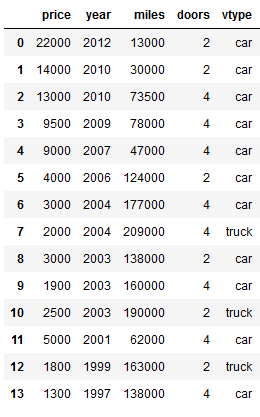 price year miles doors vtype
0 22000 2012 13000 2 car
1 14000 2010 30000 2 car
2 13000 2010 73500 4 car
3 9500 2009 78000 4 car
4 9000 2007 47000 4 car
5 4000 2006 124000 2 car
6 3000 2004 177000 4 car
7 2000 2004 209000 4 truck
8 3000 2003 138000 2 car
9 1900 2003 160000 4 car
10 2500 2003 190000 2 truck
11 5000 2001 62000 4 car
12 1800 1999 163000 2 truck
13 1300 1997 138000 4 car